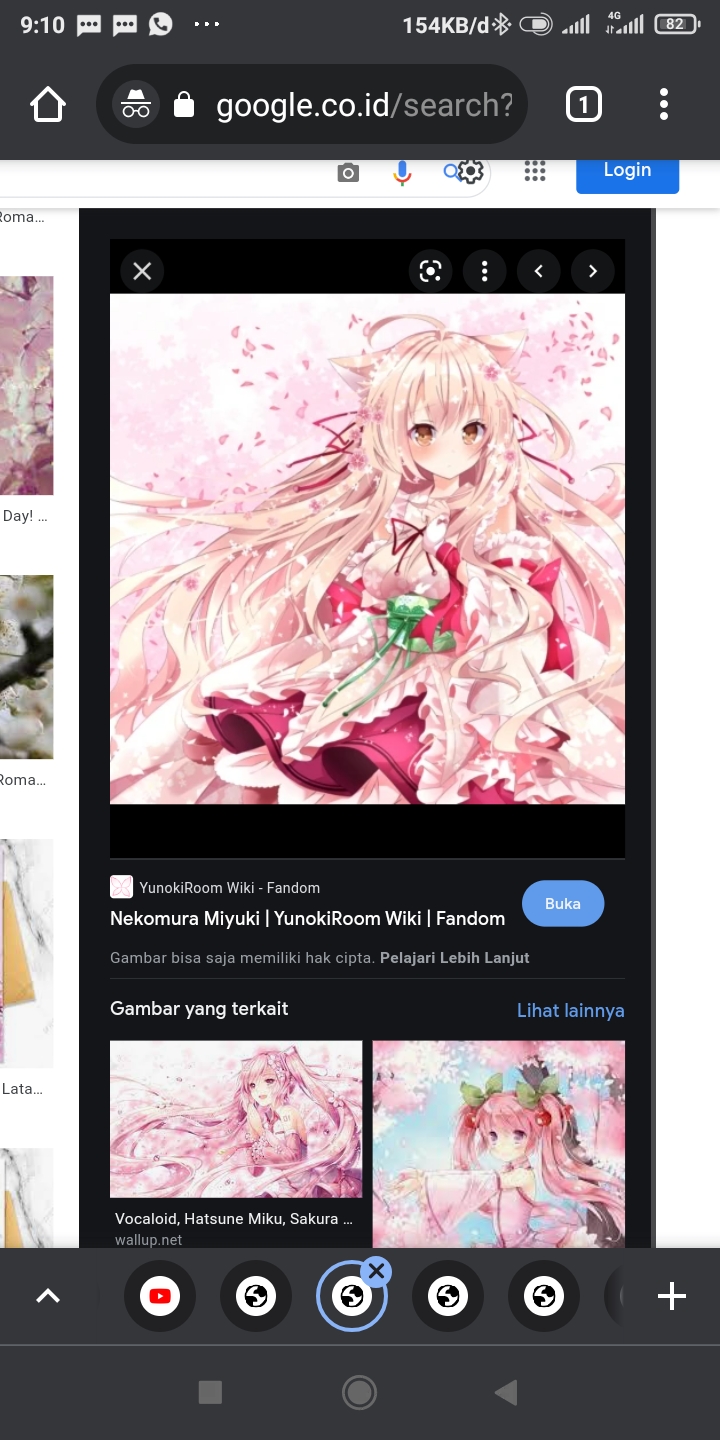 9:10
154KB/d
4G
82
google.co.id/search?
1
Login
Roma...
Day! ...
Roma...
Lata...
YunokiRoom Wiki - Fandom
Nekomura Miyuki | YunokiRoom Wiki | Fandom
Buka
Gambar bisa saja memiliki hak cipta. Pelajari Lebih Lanjut
Gambar yang terkait
Lihat lainnya
Vocaloid, Hatsune Miku, Sakura ...
wallup.net